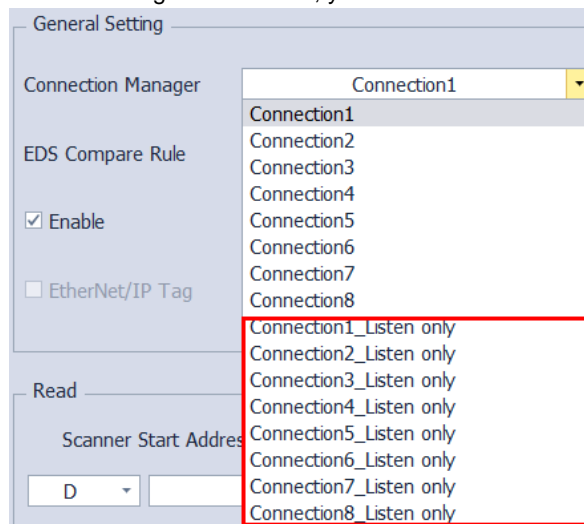 General Setting
Connection Manager
Connection1
Connection1
Connection2
EDS Compare Rule
Connection3
Connection4
Enable
Connection5
Connection6
Connection7
EtherNet/IP Tag
Connection8
Connection1_Listen only
Connection2_Listen only
Connection3_Listen only
Read
Connection4_Listen only
Scanner Start Addres
Connection5_Listen only
Connection6_Listen only
D
Connection7_Listen only
Connection8_Listen only